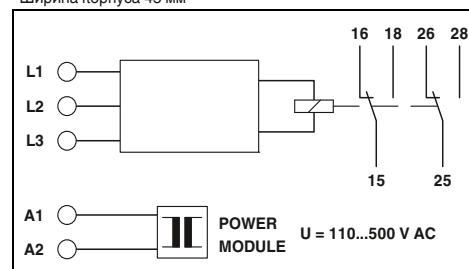 Ширина корпуса 45 мм
16 18 26 28
L1
L2
L3
15 25
A1
A2
POWER
MODULE
U = 110...500 V AC